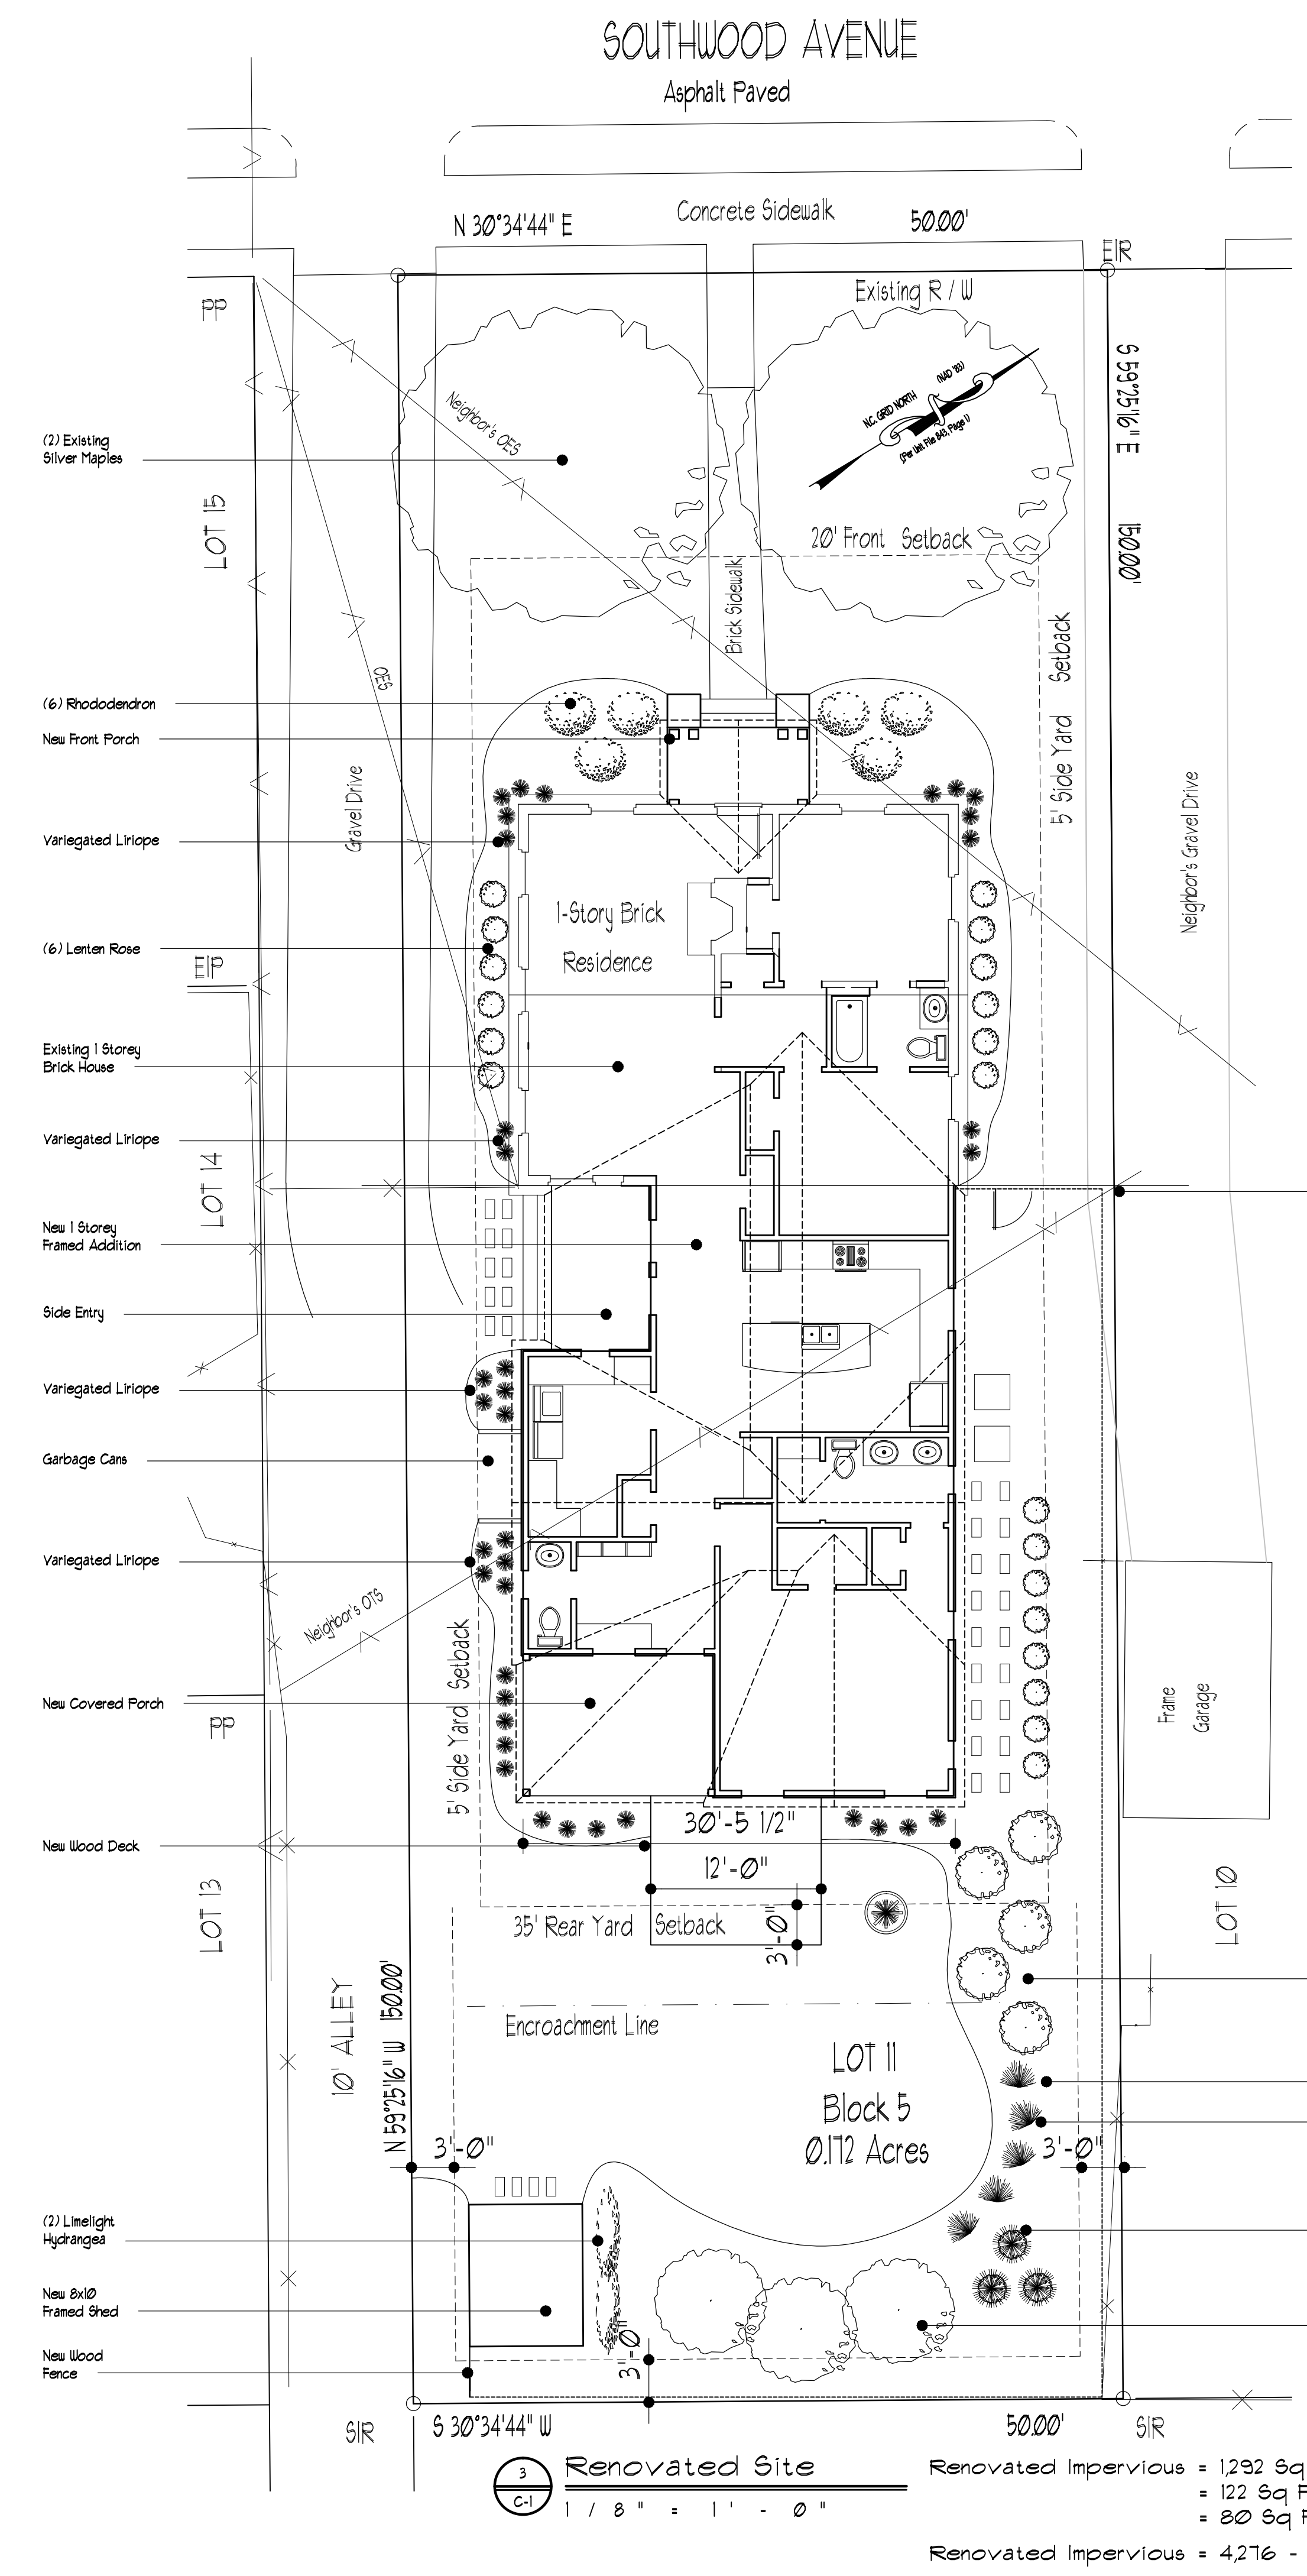 SOUTHWOOD AVENUE
Asphalt Paved
Concrete Sidewalk
N 30°34'44" E
50.00'
EIR
PP
Existing R / W
S 59°25'16" E
150.00'
N.C. GRID NORTH
(NAD '83)
(Per Unit File 843, Page 1)
(2) Existing
Silver Maples
Neighbor's OES
LOT 15
20' Front Setback
Brick Sidewalk
5' Side Yard Setback
OES
(6) Rhododendron
New Front Porch
Gravel Drive
Neighbor's Gravel Drive
Variegated Liriope
1-Story Brick
Residence
(6) Lenten Rose
EIP
Existing 1 Storey
Brick House
Variegated Liriope
LOT 14
New 1 Storey
Framed Addition
Side Entry
Variegated Liriope
Garbage Cans
Variegated Liriope
Neighbor's OTS
5' Side Yard Setback
Frame
Garage
New Covered Porch
PP
30'-5 1/2"
New Wood Deck
12'-0"
LOT 13
LOT 10
35' Rear Yard Setback
3'-0"
10' ALLEY
N 59°25'16" W 150.00'
Encroachment Line
LOT 11
Block 5
0.172 Acres
3'-0"
3'-0"
(2) Limelight
Hydrangea
New 8x10
Framed Shed
3'-0"
New Wood
Fence
SIR
S 30°34'44" W
50.00'
SIR
3
C-1
Renovated Site
1/8" = 1'-0"
Renovated Impervious = 1,292 Sq
= 122 Sq F
= 80 Sq F
Renovated Impervious = 4,276 -